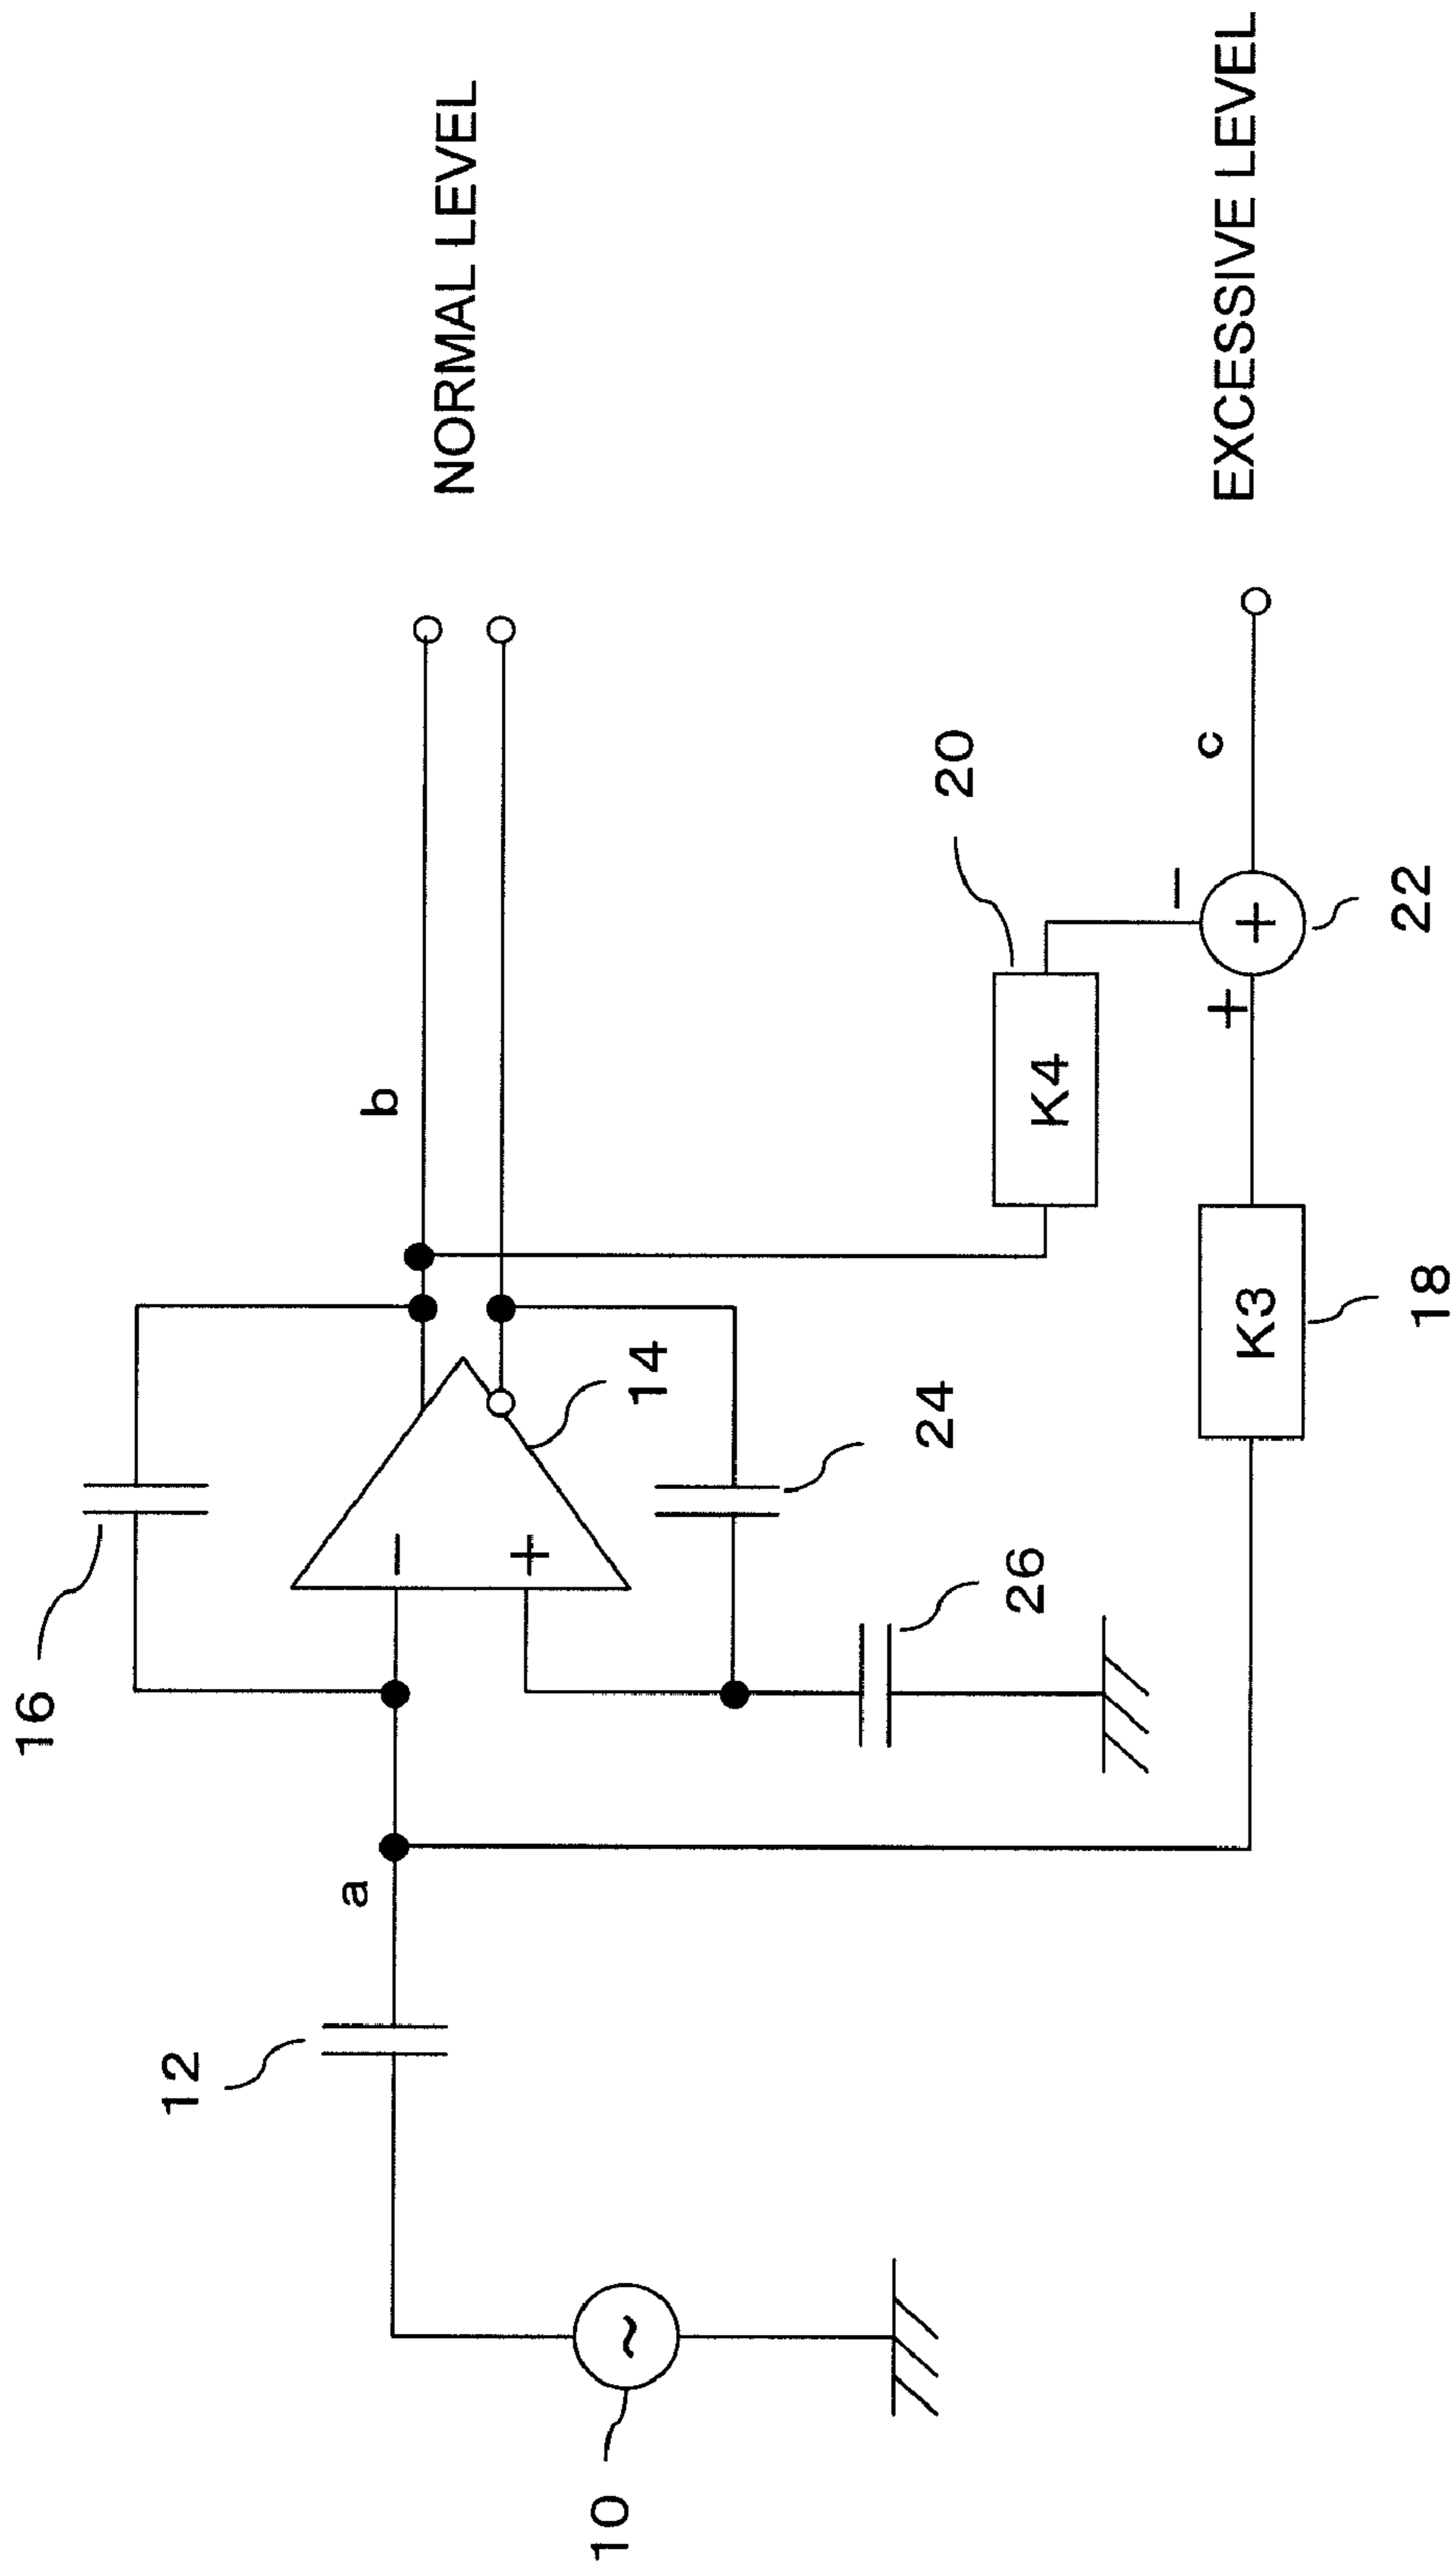 16
b
NORMAL LEVEL
12
a
−
+
14
24
20
26
K4
10
~
−
+
+
c
EXCESSIVE LEVEL
K3
22
18